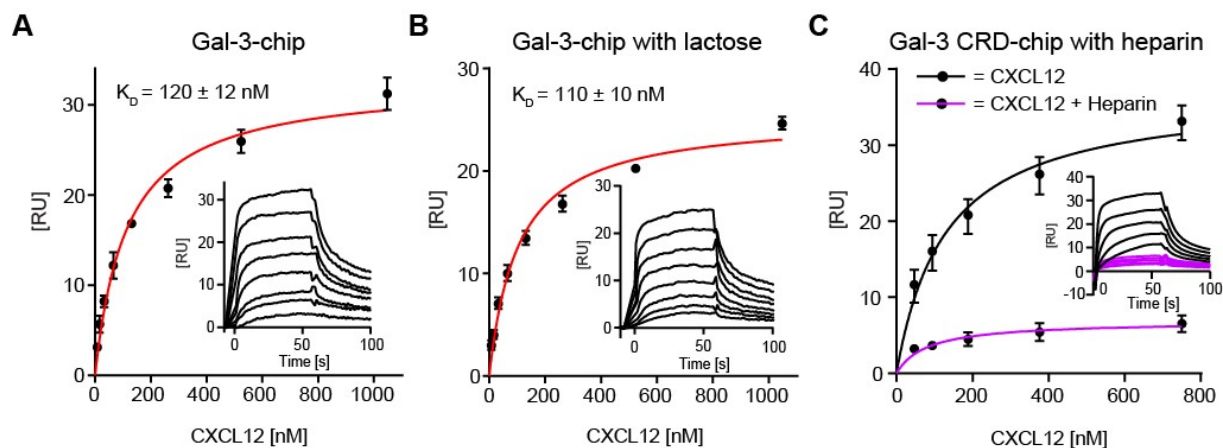 A
Gal-3-chip
K_D = 120 ± 12 nM
[RU]
30
20
10
0
0
200
400
600
800
1000
CXCL12 [nM]
[RU]
30
20
10
0
0
50
100
Time [s]
B
Gal-3-chip with lactose
K_D = 110 ± 10 nM
[RU]
30
20
10
0
0
200
400
600
800
1000
CXCL12 [nM]
[RU]
30
20
10
0
0
50
100
Time [s]
C
Gal-3 CRD-chip with heparin
= CXCL12
= CXCL12 + Heparin
[RU]
40
30
20
10
0
0
200
400
600
800
CXCL12 [nM]
[RU]
40
30
20
10
0
-10
0
50
100
Time [s]